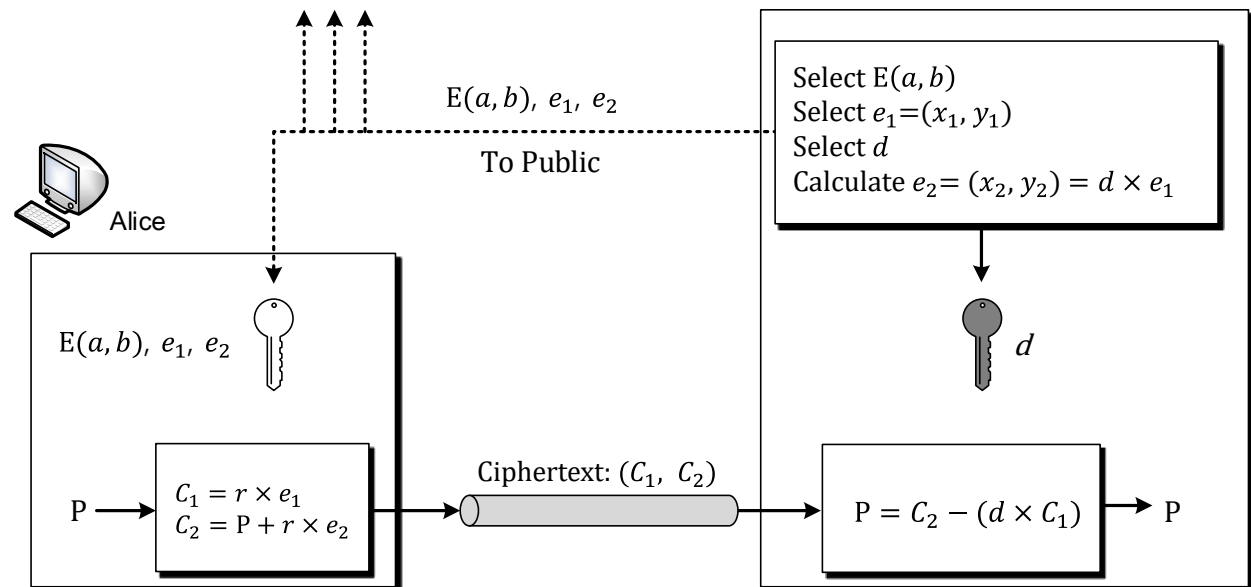 E(a, b), e₁, e₂
To Public
Select E(a, b)
Select e₁=(x₁, y₁)
Select d
Calculate e₂= (x₂, y₂) = d × e₁
Alice
E(a, b), e₁, e₂
d
P
C₁ = r × e₁
C₂ = P + r × e₂
Ciphertext: (C₁, C₂)
P = C₂ − (d × C₁)
P